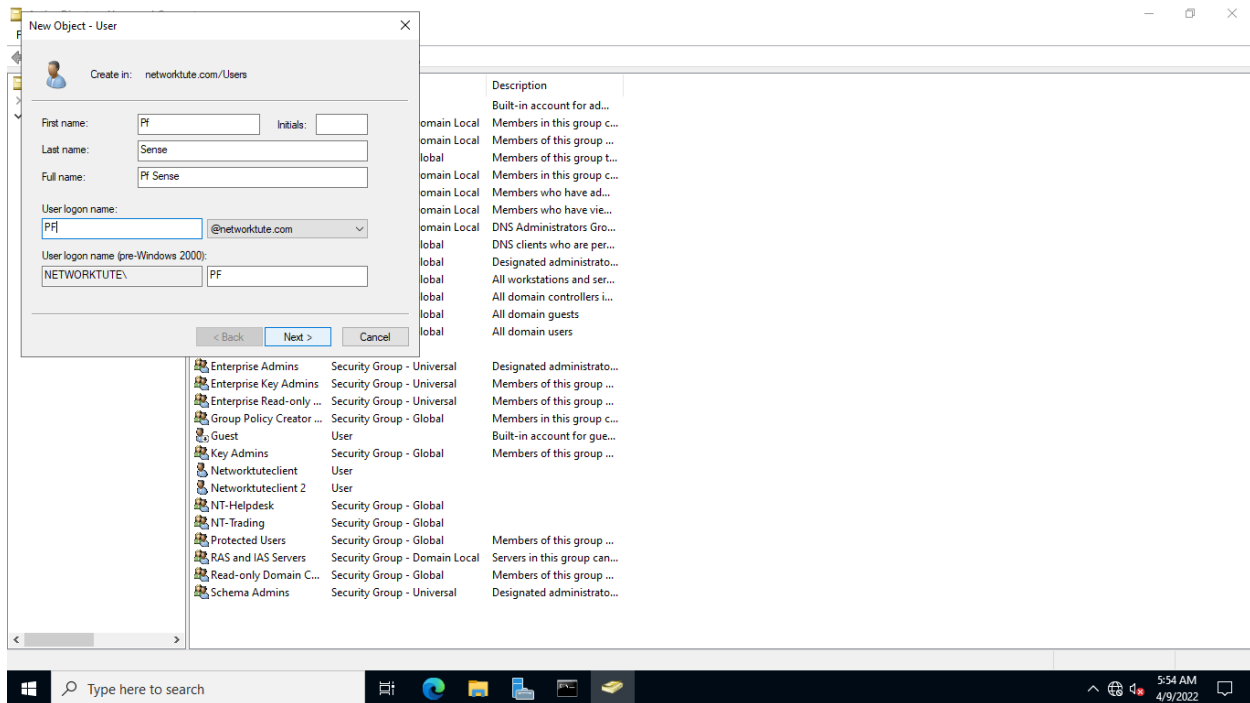 New Object - User
Create in: networktute.com/Users
First name: Pf Initials:
Last name: Sense
Full name: Pf Sense
User logon name:
PF @networktute.com
User logon name (pre-Windows 2000):
NETWORKTUTE\ PF
< Back Next > Cancel
Description
Built-in account for ad...
omain Local Members in this group c...
omain Local Members of this group ...
lobal Members of this group t...
omain Local Members in this group c...
omain Local Members who have ad...
omain Local Members who have vie...
omain Local DNS Administrators Gro...
lobal DNS clients who are per...
lobal Designated administrato...
lobal All workstations and ser...
lobal All domain controllers i...
lobal All domain guests
lobal All domain users
Enterprise Admins Security Group - Universal Designated administrato...
Enterprise Key Admins Security Group - Universal Members of this group ...
Enterprise Read-only ... Security Group - Universal Members of this group ...
Group Policy Creator ... Security Group - Global Members in this group c...
Guest User Built-in account for gue...
Key Admins Security Group - Global Members of this group ...
Networktuteclient User
Networktuteclient 2 User
NT-Helpdesk Security Group - Global
NT-Trading Security Group - Global
Protected Users Security Group - Global Members of this group ...
RAS and IAS Servers Security Group - Domain Local Servers in this group can...
Read-only Domain C... Security Group - Global Members of this group ...
Schema Admins Security Group - Universal Designated administrato...
Type here to search
5:54 AM
4/9/2022